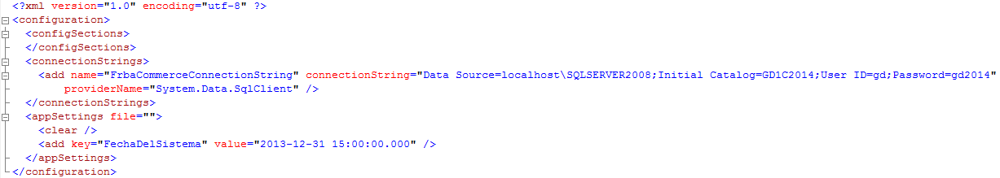 <?xml version="1.0" encoding="utf-8" ?>
<configuration>
<configSections>
</configSections>
<connectionStrings>
<add name="FrbaCommerceConnectionString" connectionString="Data Source=localhost\SQLSERVER2008;Initial Catalog=GD1C2014;User ID=gd;Password=gd2014"
providerName="System.Data.SqlClient" />
</connectionStrings>
<appSettings file="">
<clear />
<add key="FechaDelSistema" value="2013-12-31 15:00:00.000" />
</appSettings>
</configuration>